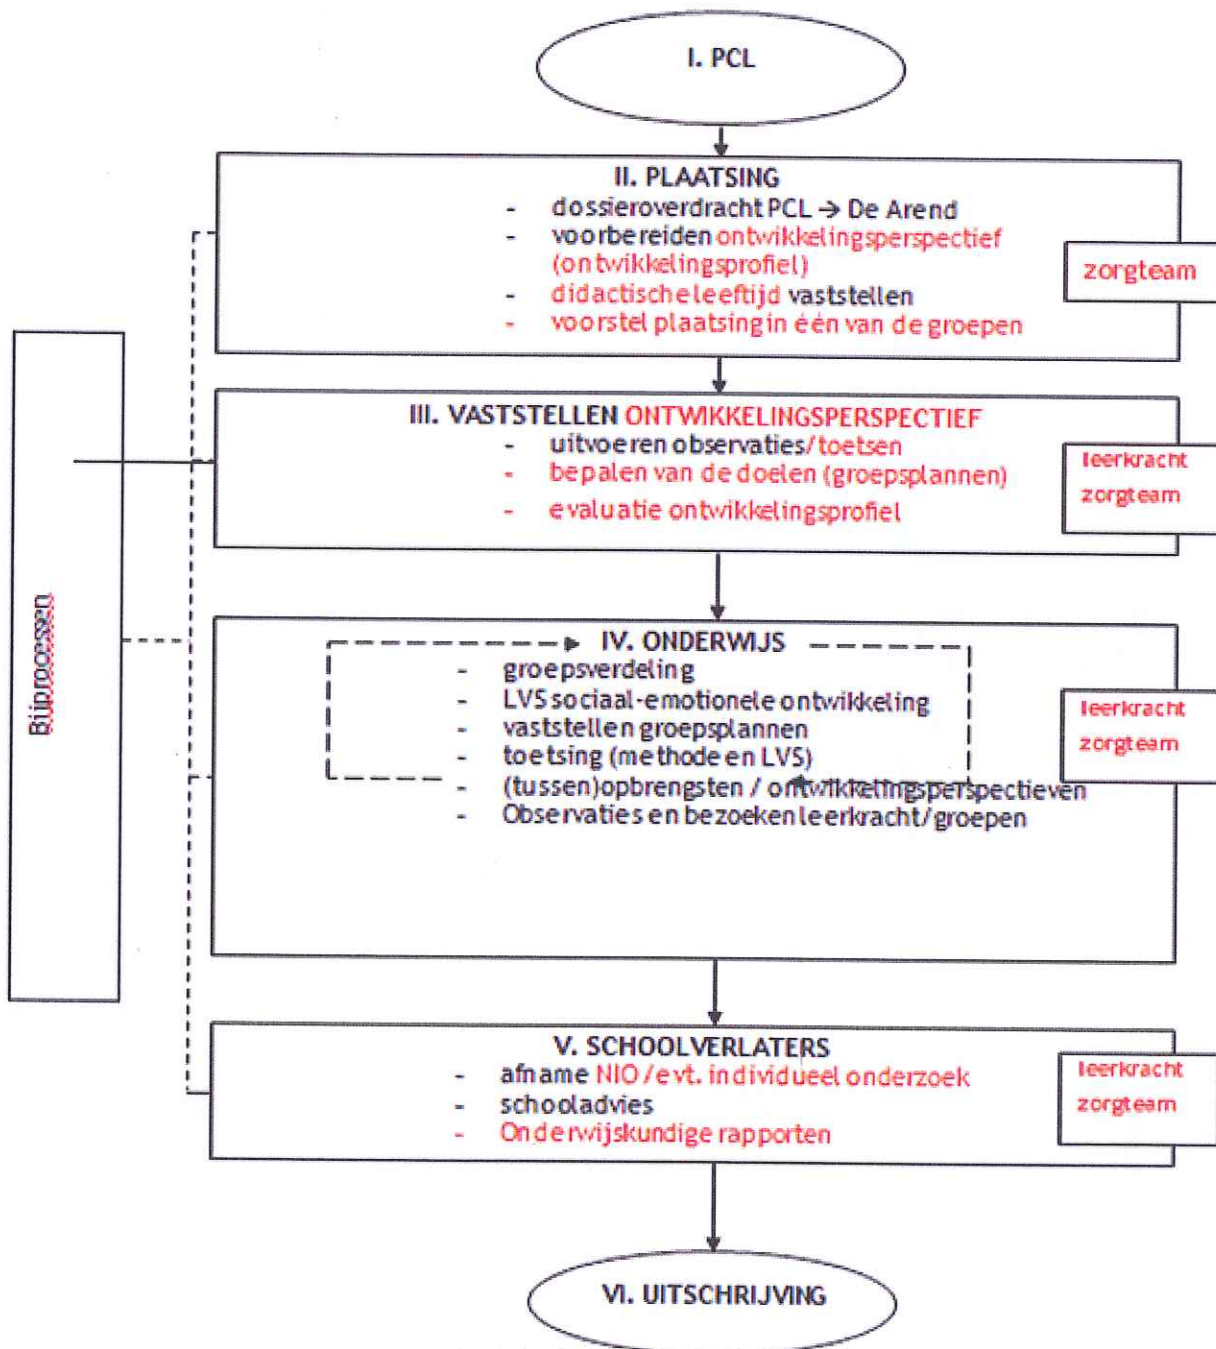 I. PCL
II. PLAATSING
- dossieroverdracht PCL → De Arend
- voorbereiden ontwikkelingsperspectief
(ontwikkelingsprofiel)
- didactische leeftijd vaststellen
- voorstel plaatsing in één van de groepen
zorgteam
III. VASTSTELLEN ONTWIKKELINGSPERSPECTIEF
- uitvoeren observaties/toetsen
- bepalen van de doelen (groepsplannen)
- evaluatie ontwikkelingsprofiel
leerkracht
zorgteam
Bijprocessen
IV. ONDERWIJS
- groepsverdeling
- LVS sociaal-emotionele ontwikkeling
- vaststellen groepsplannen
- toetsing (methode en LVS)
- (tussen)opbrengsten / ontwikkelingsperspectieven
- Observaties en bezoeken leerkracht/groepen
leerkracht
zorgteam
V. SCHOOLVERLATERS
- afname NIO / evt. individueel onderzoek
- schooladvies
- Onderwijskundige rapporten
leerkracht
zorgteam
VI. UITSCHRIJVING